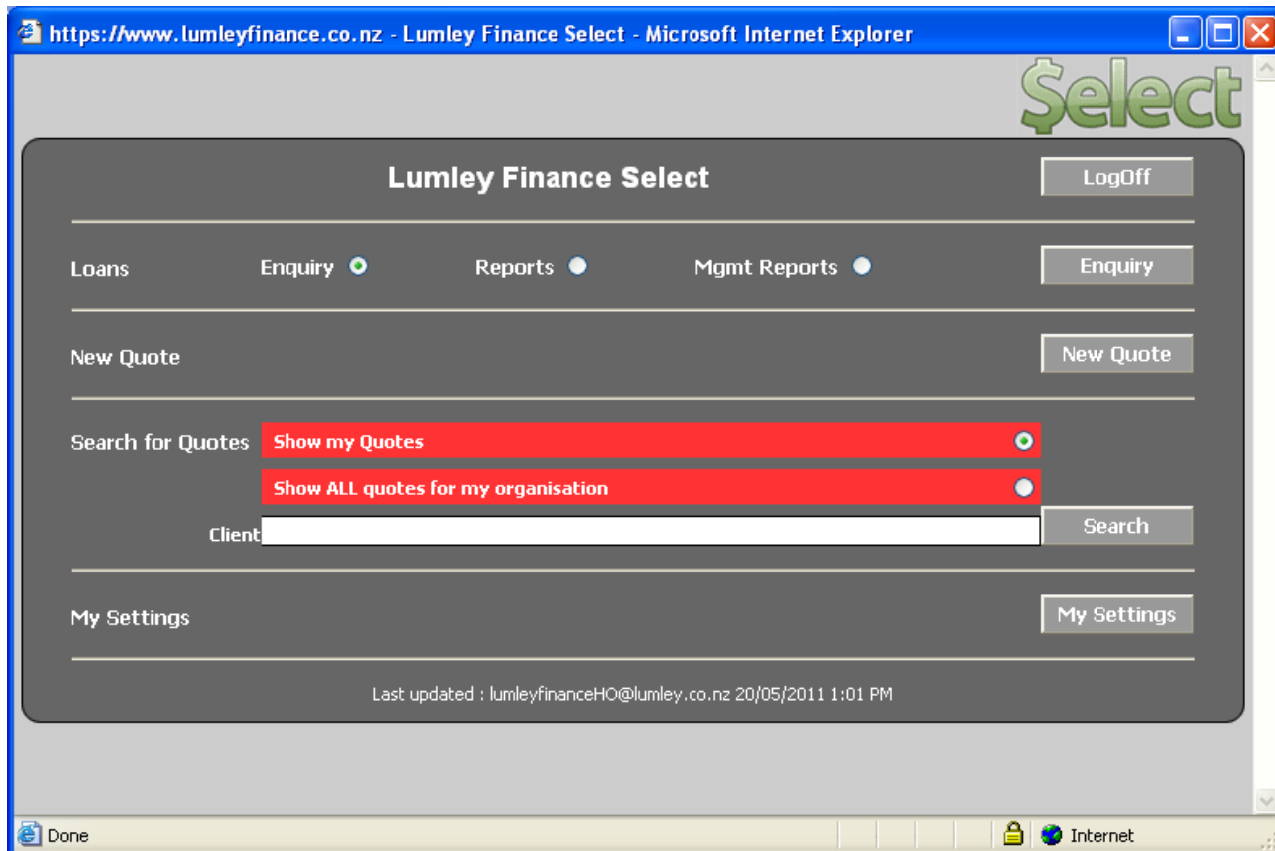 https://www.lumleyfinance.co.nz - Lumley Finance Select - Microsoft Internet Explorer
$elect
Lumley Finance Select
LogOff
Loans Enquiry Reports Mgmt Reports Enquiry
New Quote New Quote
Search for Quotes Show my Quotes
Show ALL quotes for my organisation
Client Search
My Settings My Settings
Last updated : lumleyfinanceHO@lumley.co.nz 20/05/2011 1:01 PM
Done Internet